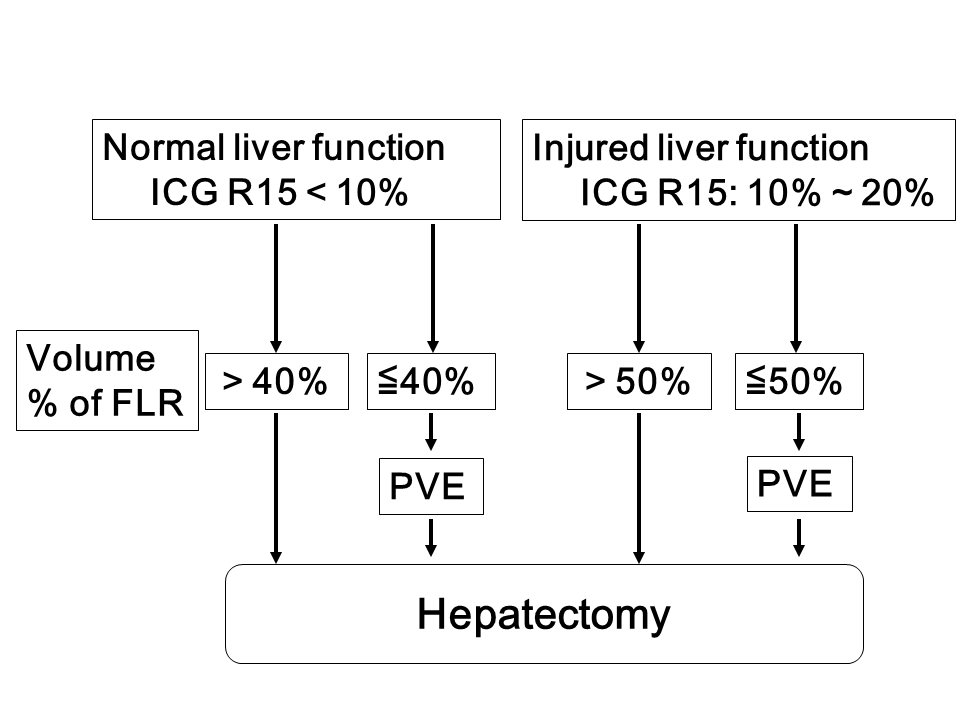 Normal liver function
ICG R15 < 10%
Injured liver function
ICG R15: 10% ~ 20%
Volume
% of FLR
> 40%
≦40%
> 50%
≦50%
PVE
PVE
Hepatectomy